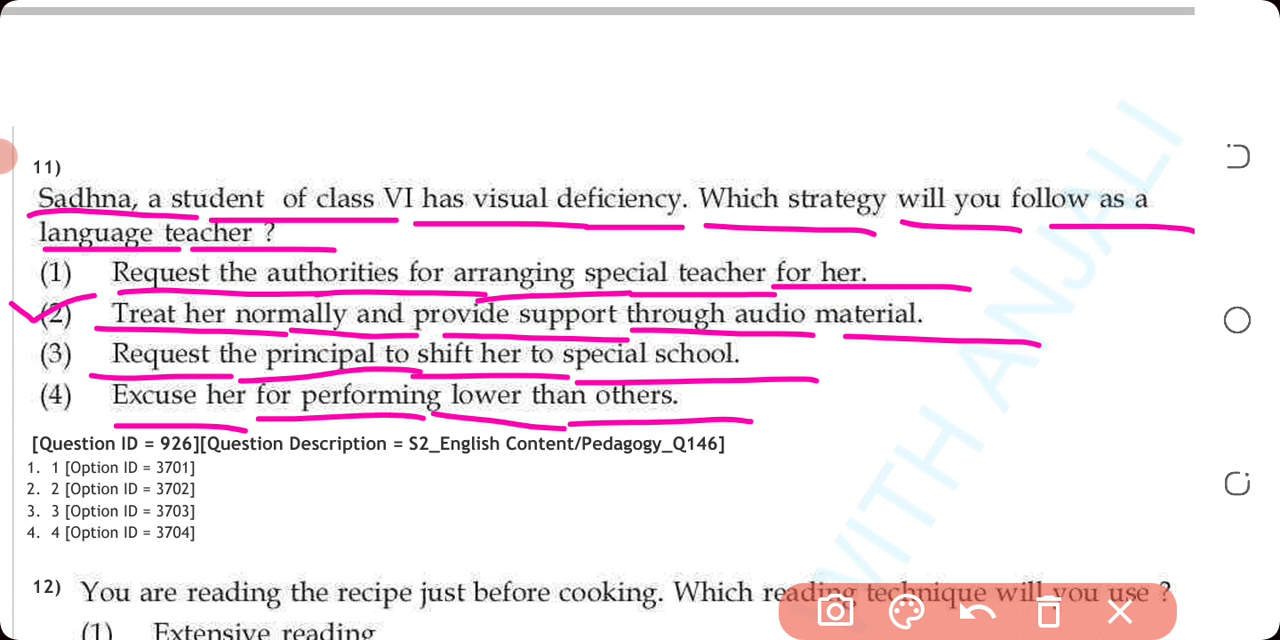 11)
Sadhna, a student of class VI has visual deficiency. Which strategy will you follow as a
language teacher ?
(1) Request the authorities for arranging special teacher for her.
(2) Treat her normally and provide support through audio material.
(3) Request the principal to shift her to special school.
(4) Excuse her for performing lower than others.
[Question ID = 926][Question Description = S2_English Content/Pedagogy_Q146]
1. 1 [Option ID = 3701]
2. 2 [Option ID = 3702]
3. 3 [Option ID = 3703]
4. 4 [Option ID = 3704]
12) You are reading the recipe just before cooking. Which reading technique will you use ?
(1) Extensive reading
WITH ANJALI